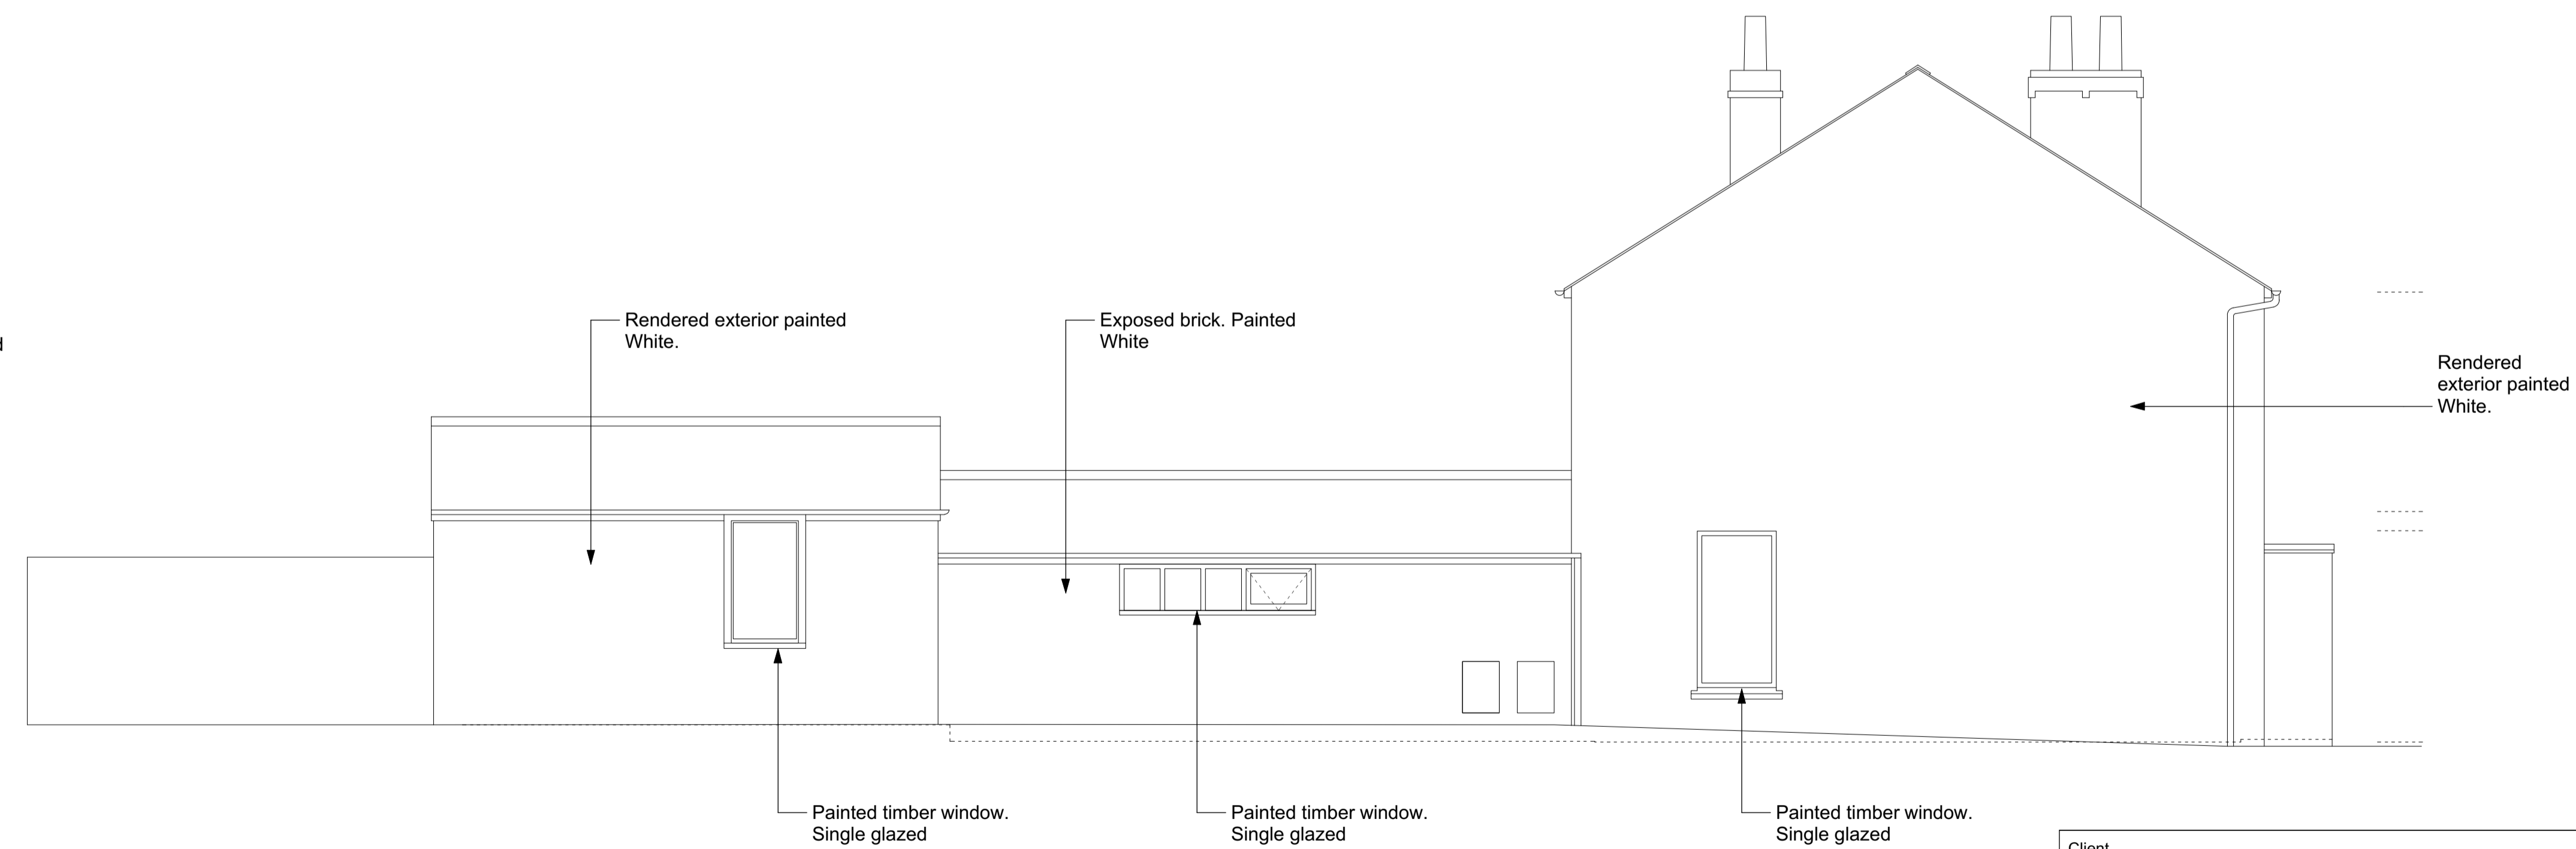 Rendered exterior painted
White.
Exposed brick. Painted
White
Rendered
exterior painted
White.
Painted timber window.
Single glazed
Painted timber window.
Single glazed
Painted timber window.
Single glazed
Client